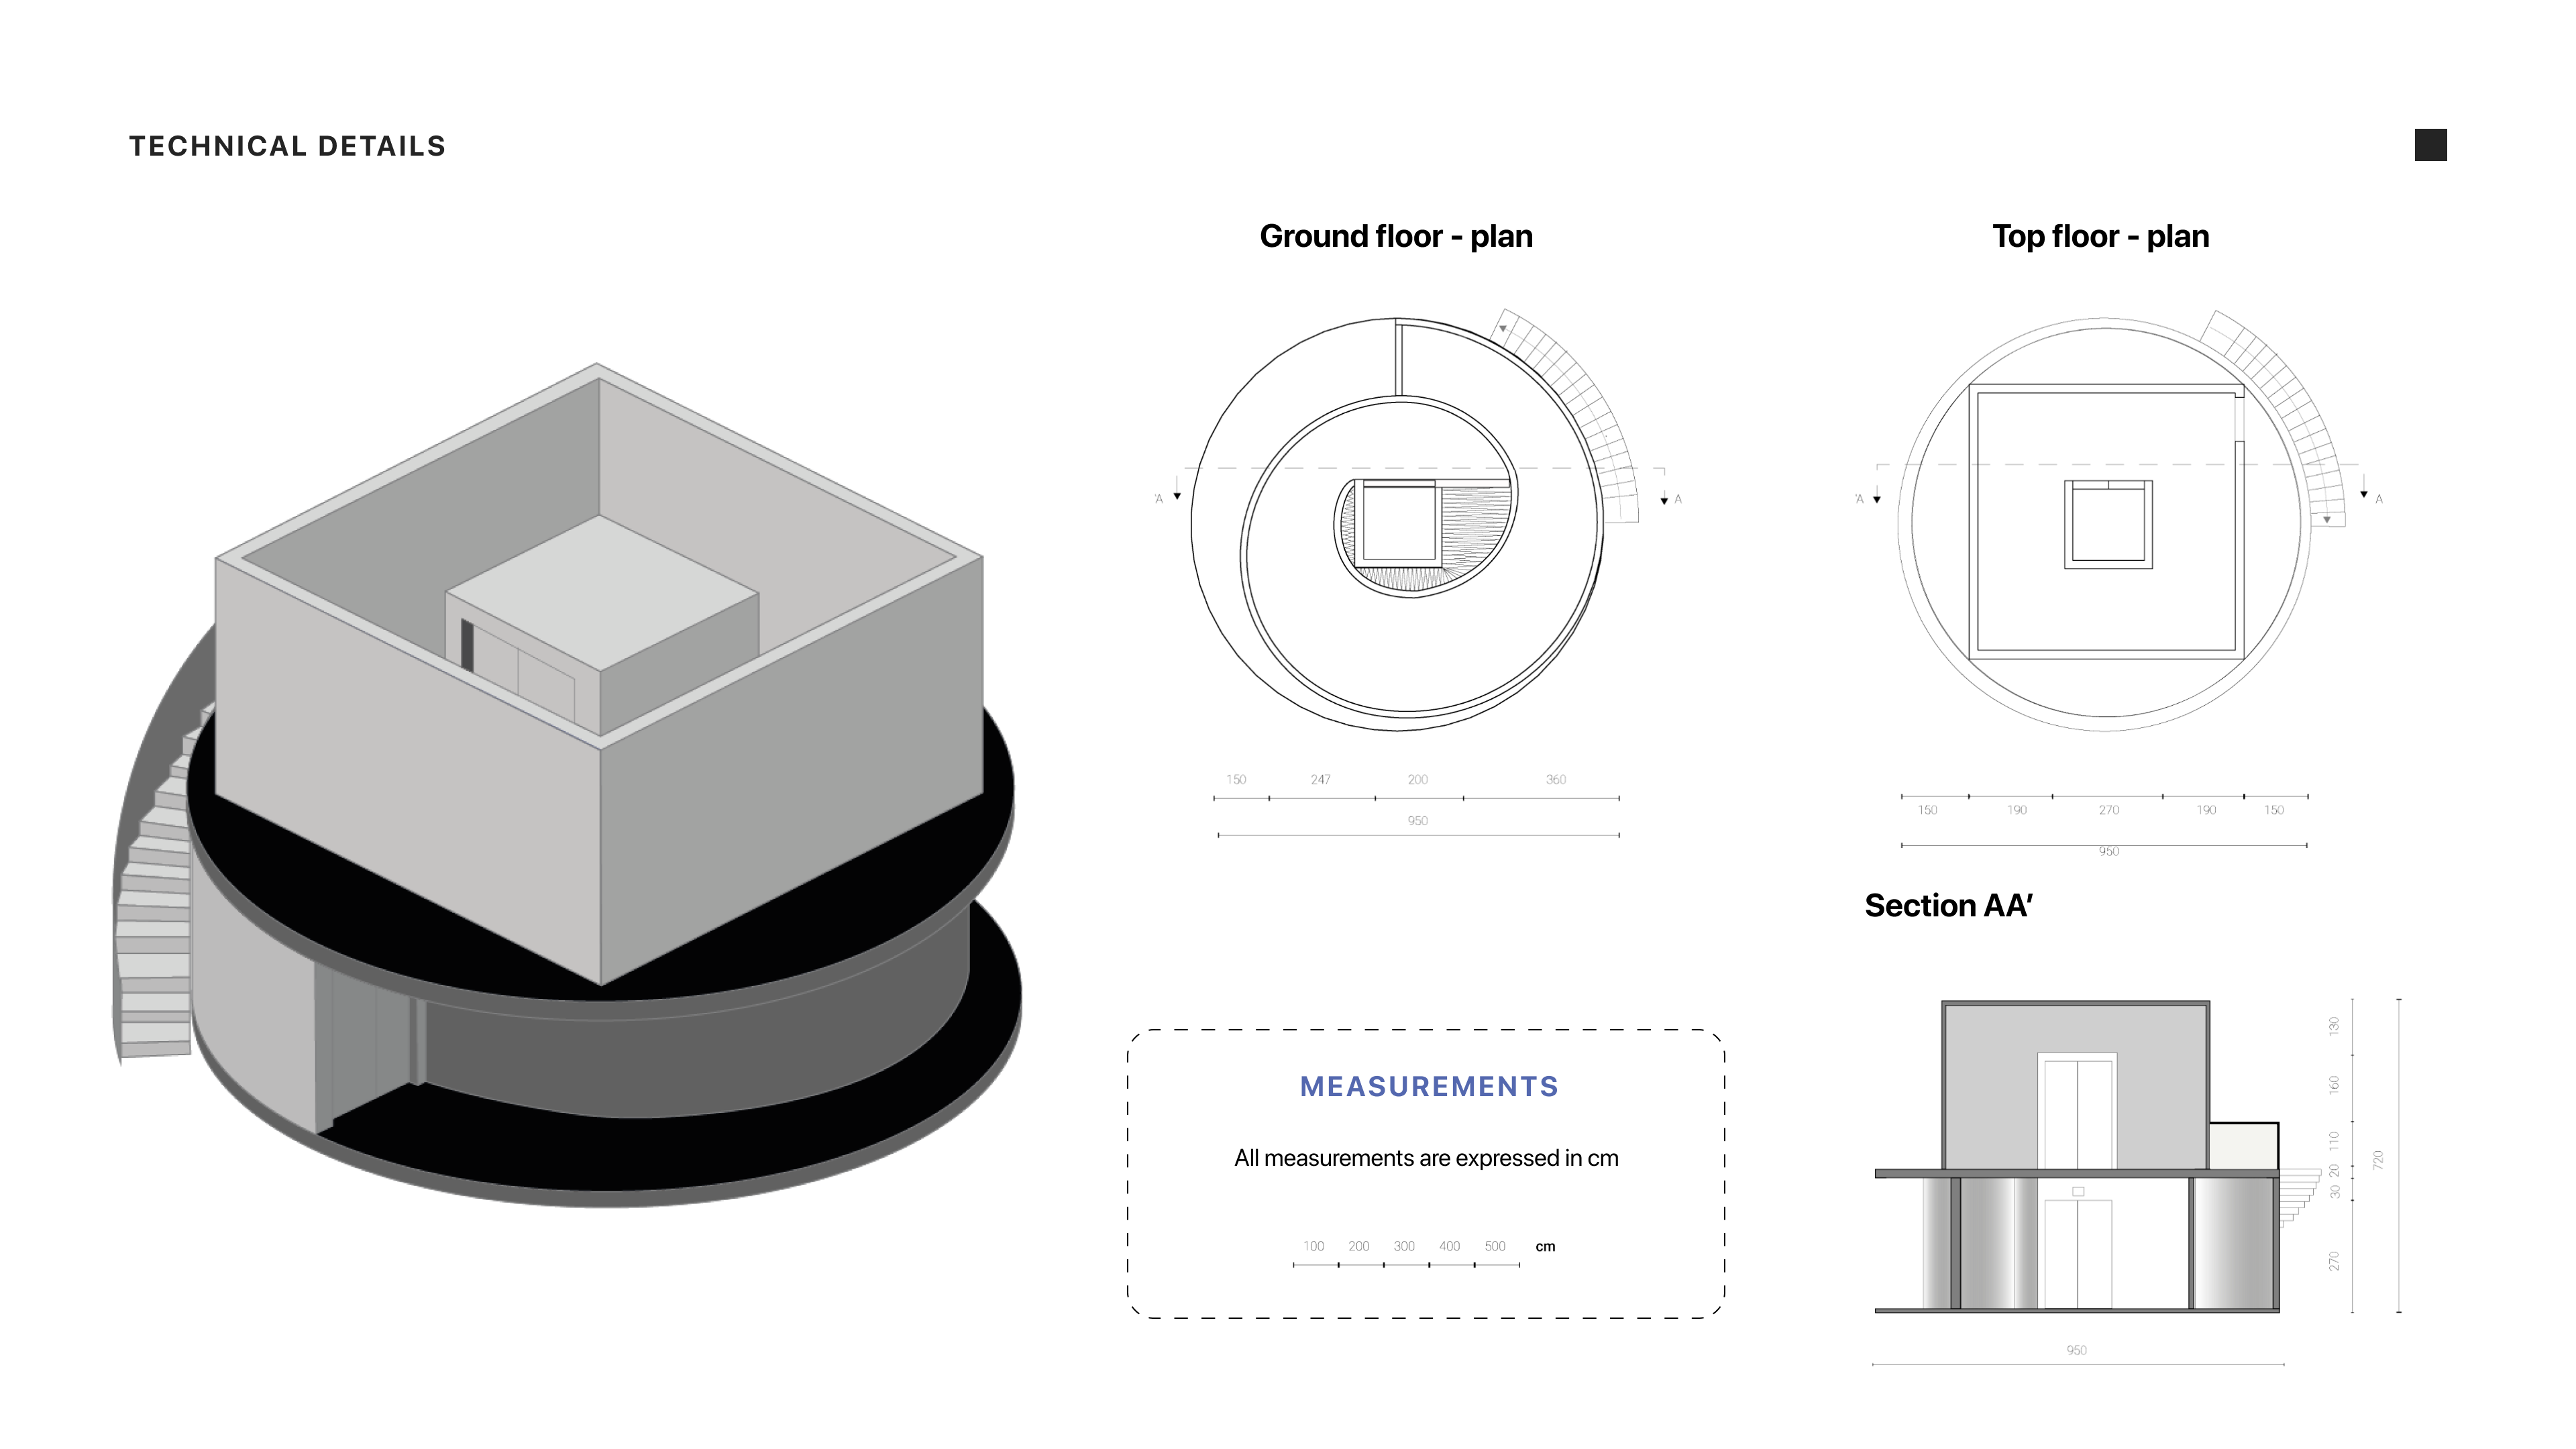 TECHNICAL DETAILS
Ground floor - plan
'A
A
150 247 200 360
950
Top floor - plan
'A
A
150 190 270 190 150
950
Section AA’
130
160
110
20
30
270
720
950
MEASUREMENTS
All measurements are expressed in cm
100 200 300 400 500 cm